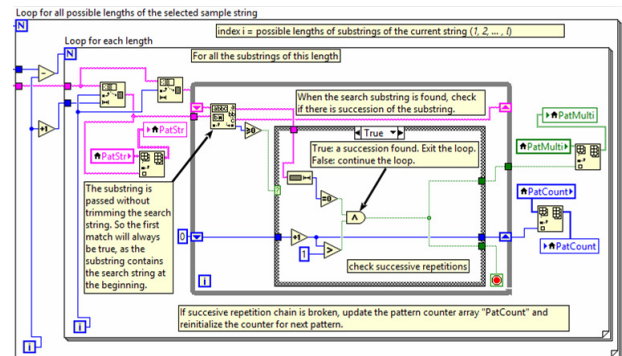 Loop for all possible lengths of the selected sample string
N
index i = possible lengths of substrings of the current string (1, 2, ... , l)
Loop for each length
N
For all the substrings of this length
When the search substring is found, check
if there is succession of the substring.
True
True: a succession found. Exit the loop.
False: continue the loop.
PatStr
PatStr
+1
≥0
=0
The substring is
passed without
trimming the search
string. So the first
match will always
be true, as the
substring contains
the search string at
the beginning.
0
+1
1
>
check successive repetitions
PatMulti
PatMulti
PatCount
PatCount
i
If succesive repetition chain is broken, update the pattern counter array "PatCount" and
reinitialize the counter for next pattern.
i
i